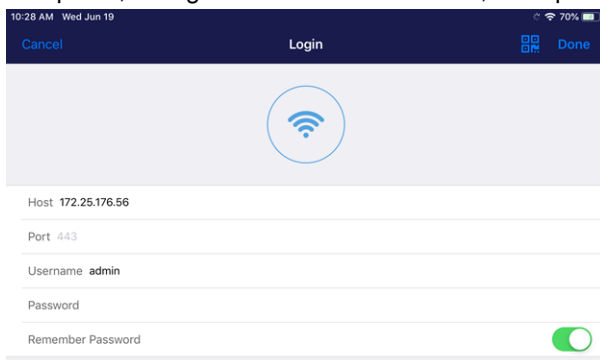 10:28 AM Wed Jun 19 70%
Cancel Login Done
Host 172.25.176.56
Port 443
Username admin
Password
Remember Password